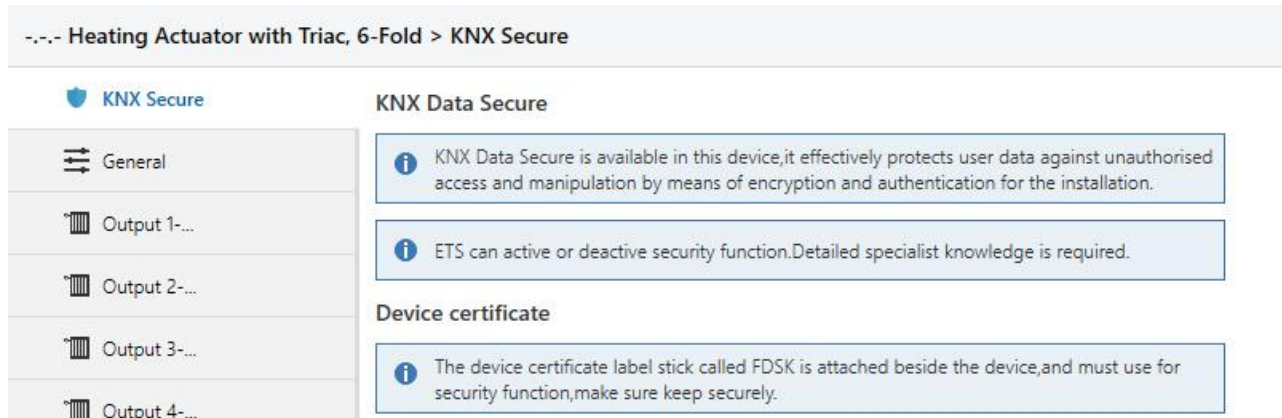 -.-.- Heating Actuator with Triac, 6-Fold > KNX Secure
KNX Secure
General
Output 1-...
Output 2-...
Output 3-...
Output 4-...
KNX Data Secure
KNX Data Secure is available in this device,it effectively protects user data against unauthorised
access and manipulation by means of encryption and authentication for the installation.
ETS can active or deactive security function.Detailed specialist knowledge is required.
Device certificate
The device certificate label stick called FDSK is attached beside the device,and must use for
security function,make sure keep securely.